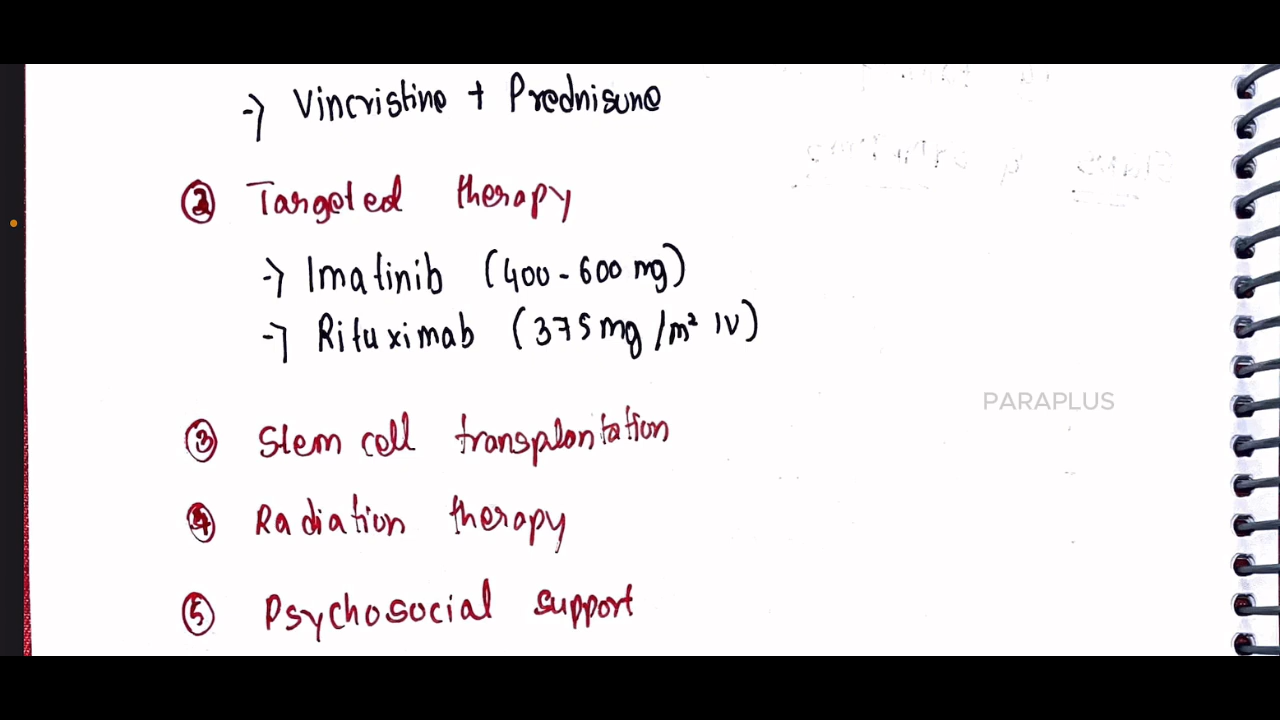 → Vincristine + Prednisone
② Targeted therapy
→ Imatinib (400-600 mg)
→ Rituximab (375 mg/m² IV)
PARAPLUS
③ Stem cell transplantation
④ Radiation therapy
⑤ Psychosocial support